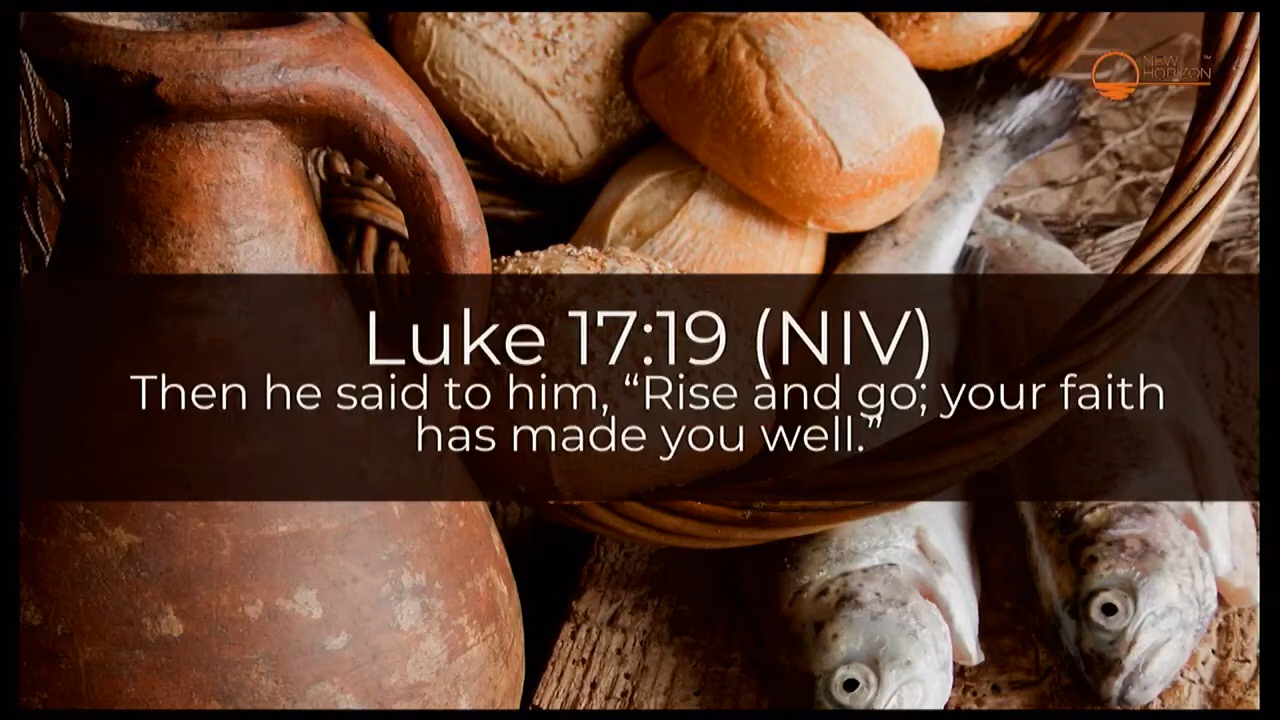 NEW
HORIZON
™
Luke 17:19 (NIV)
Then he said to him, “Rise and go; your faith
has made you well.”